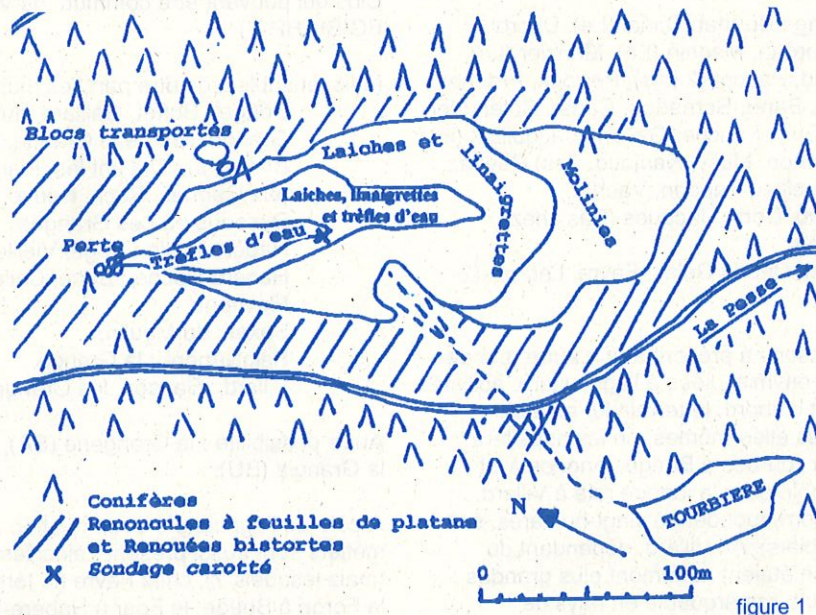 Blocs transportés
Laiches et
linaigrettes
Molinies
Laiches, linaigrettes
et trèfles d'eau
Perte
Trèfles d'eau
La Pesse
Conifères
Renoncules à feuilles de platane
et Renouées bistortes
Sondage carotté
N
TOURBIERE
0 100m
figure 1